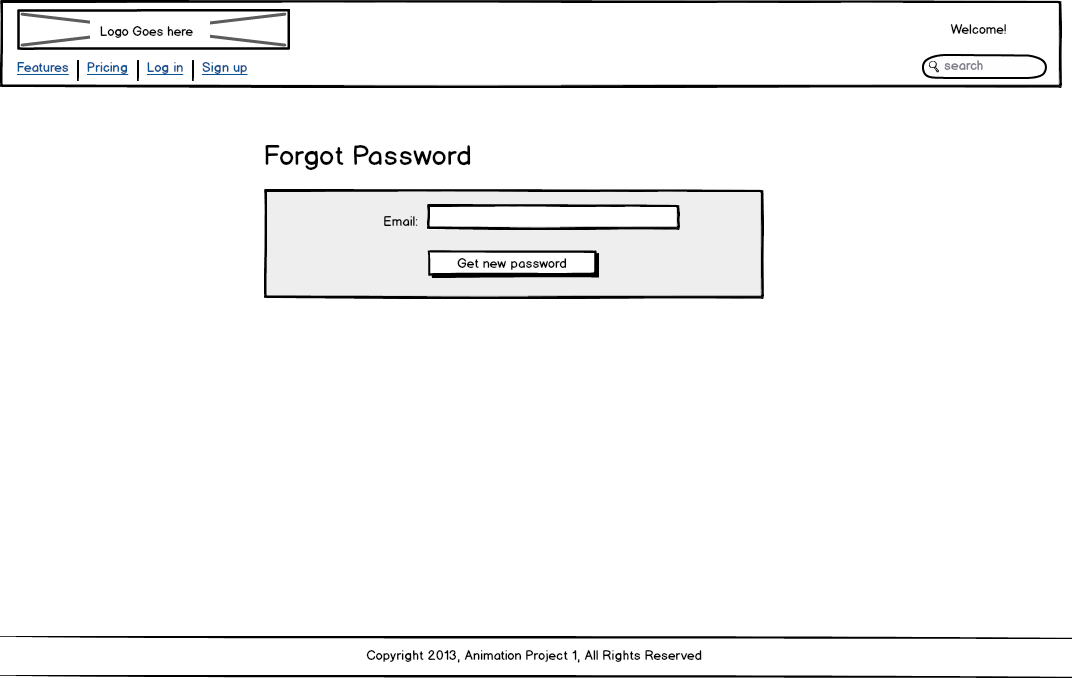 Logo Goes here
Welcome!
Features
Pricing
Log in
Sign up
search
Forgot Password
Email:
Get new password
Copyright 2013, Animation Project 1, All Rights Reserved